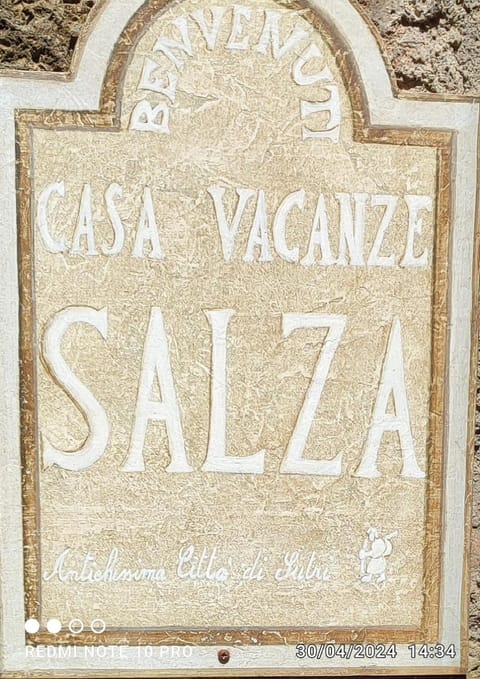 BENVENUTI
CASA VACANZE
SALZA
Antichissima Città di Sutri
REDMI NOTE 10 PRO
30/04/2024 14:34